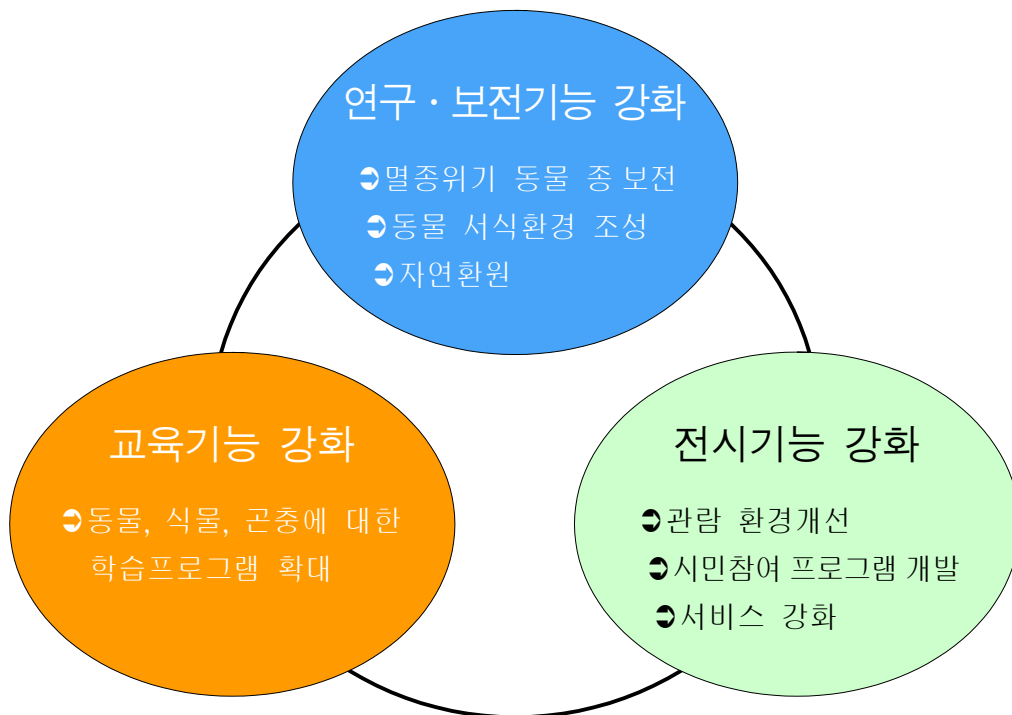 연구 · 보전기능 강화
➲멸종위기 동물 종 보전
➲동물 서식환경 조성
➲자연환원
교육기능 강화
➲동물, 식물, 곤충에 대한
학습프로그램 확대
전시기능 강화
➲관람 환경개선
➲시민참여 프로그램 개발
➲서비스 강화